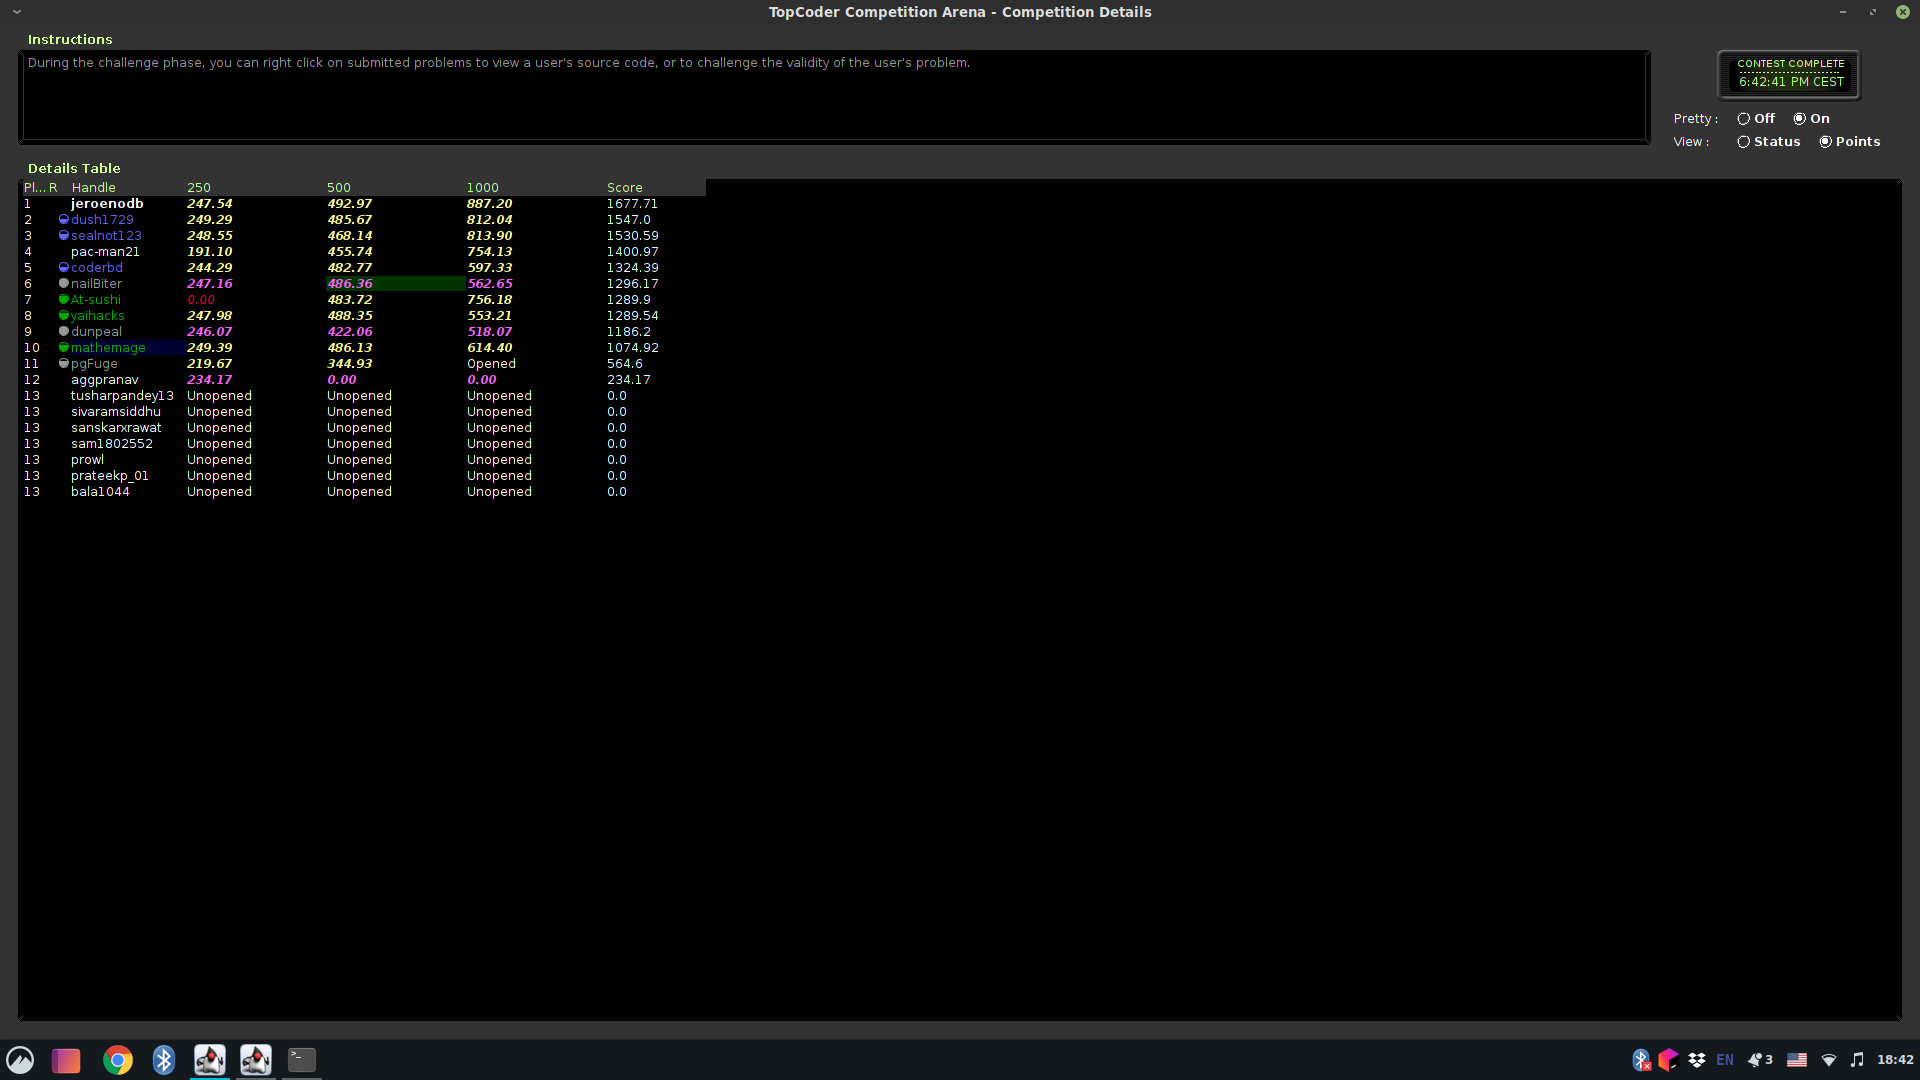 TopCoder Competition Arena - Competition Details
Instructions
During the challenge phase, you can right click on submitted problems to view a user's source code, or to challenge the validity of the user's problem.
CONTEST COMPLETE
6:42:41 PM CEST
Pretty : Off On
View : Status Points
Details Table
Pl... R Handle 250 500 1000 Score
1 jeroenodb 247.54 492.97 887.20 1677.71
2 dush1729 249.29 485.67 812.04 1547.0
3 sealnot123 248.55 468.14 813.90 1530.59
4 pac-man21 191.10 455.74 754.13 1400.97
5 coderbd 244.29 482.77 597.33 1324.39
6 nailBiter 247.16 486.36 562.65 1296.17
7 At-sushi 0.00 483.72 756.18 1289.9
8 yaihacks 247.98 488.35 553.21 1289.54
9 dunpeal 246.07 422.06 518.07 1186.2
10 mathemage 249.39 486.13 614.40 1074.92
11 pgFuge 219.67 344.93 Opened 564.6
12 aggpranav 234.17 0.00 0.00 234.17
13 tusharpandey13 Unopened Unopened Unopened 0.0
13 sivaramsiddhu Unopened Unopened Unopened 0.0
13 sanskarxrawat Unopened Unopened Unopened 0.0
13 sam1802552 Unopened Unopened Unopened 0.0
13 prowl Unopened Unopened Unopened 0.0
13 prateekp_01 Unopened Unopened Unopened 0.0
13 bala1044 Unopened Unopened Unopened 0.0
EN 3 18:42